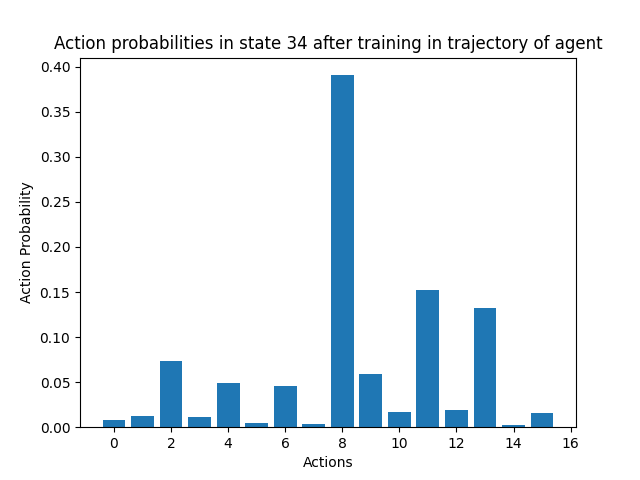 Action probabilities in state 34 after training in trajectory of agent
0.40
0.35
0.30
0.25
0.20
0.15
0.10
0.05
0.00
Action Probability
0 2 4 6 8 10 12 14 16
Actions